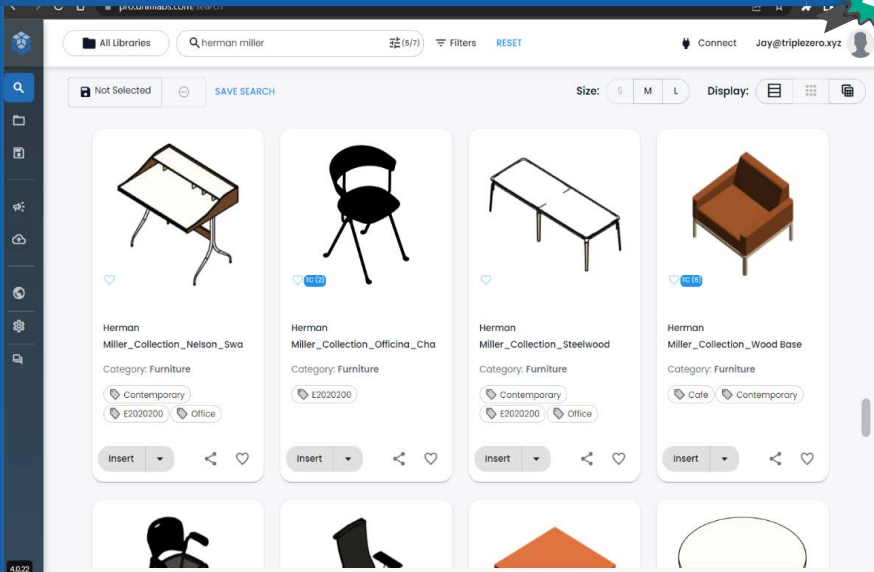 pro.unifilabs.com/search
All Libraries
herman miller
(5/7)
Filters
RESET
Connect
Jay@triplezero.xyz
Not Selected
SAVE SEARCH
Size:
S
M
L
Display:
TC (2)
TC (6)
Herman
Miller_Collection_Nelson_Swa
Category: Furniture
Contemporary
E2020200
Office
Insert
Herman
Miller_Collection_Officina_Cha
Category: Furniture
E2020200
Insert
Herman
Miller_Collection_Steelwood
Category: Furniture
Contemporary
E2020200
Office
Insert
Herman
Miller_Collection_Wood Base
Category: Furniture
Cafe
Contemporary
Insert
4.0.22